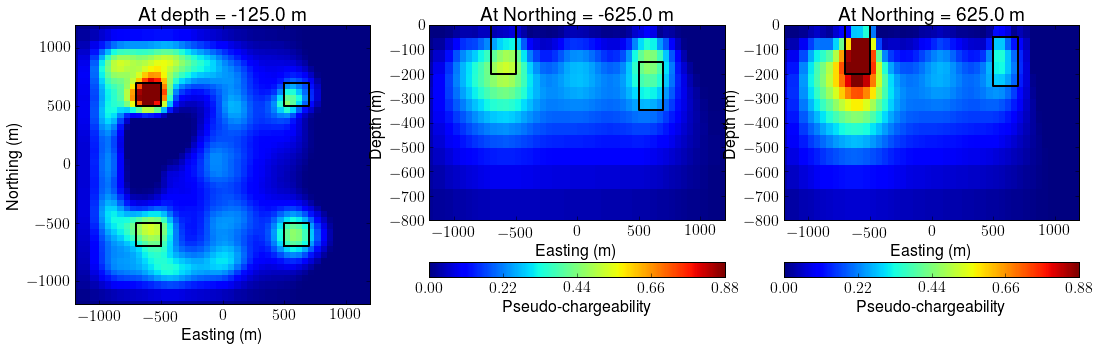 At depth = -125.0 m
1000
500
0
−500
−1000
Northing (m)
−1000 −500 0 500 1000
Easting (m)
At Northing = -625.0 m
0
−100
−200
−300
−400
−500
−600
−700
−800
Depth (m)
−1000 −500 0 500 1000
Easting (m)
0.00 0.22 0.44 0.66 0.88
Pseudo-chargeability
At Northing = 625.0 m
0
−100
−200
−300
−400
−500
−600
−700
−800
Depth (m)
−1000 −500 0 500 1000
Easting (m)
0.00 0.22 0.44 0.66 0.88
Pseudo-chargeability